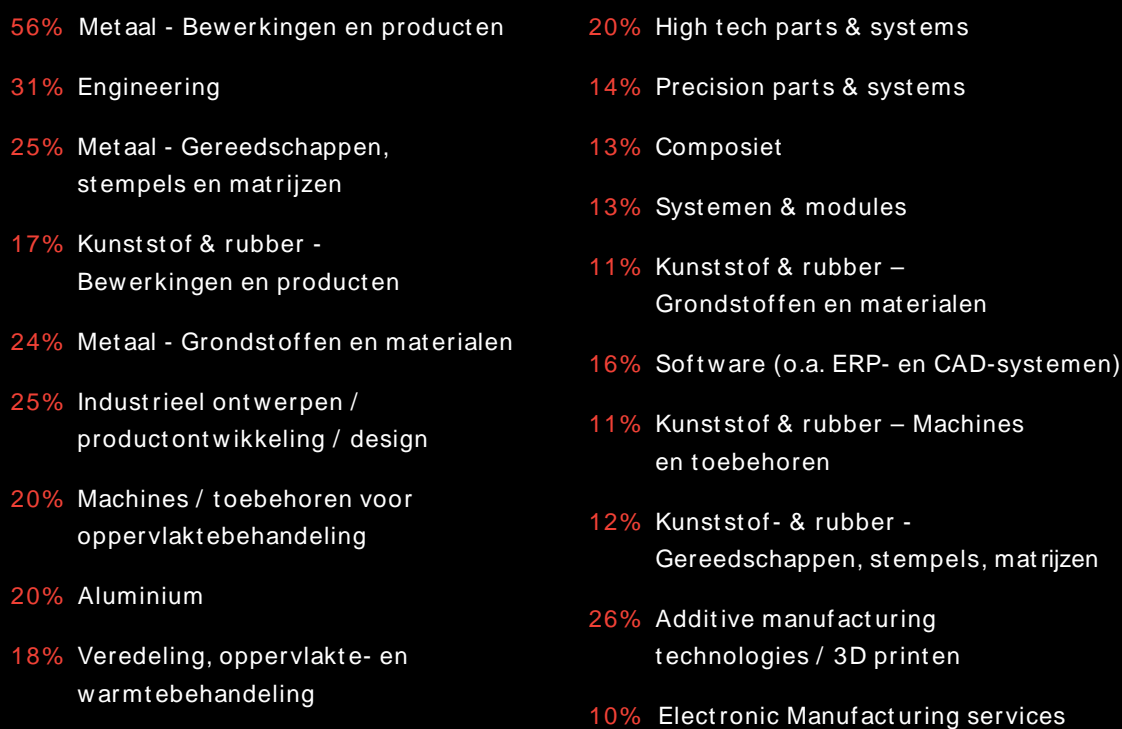 56% Metaal - Bewerkingen en producten
31% Engineering
25% Metaal - Gereedschappen,
stempels en matrijzen
17% Kunststof & rubber -
Bewerkingen en producten
24% Metaal - Grondstoffen en materialen
25% Industrieel ontwerpen /
productontwikkeling / design
20% Machines / toebehoren voor
oppervlaktebehandeling
20% Aluminium
18% Veredeling, oppervlakte- en
warmtebehandeling
20% High tech parts & systems
14% Precision parts & systems
13% Composiet
13% Systemen & modules
11% Kunststof & rubber –
Grondstoffen en materialen
16% Software (o.a. ERP- en CAD-systemen)
11% Kunststof & rubber – Machines
en toebehoren
12% Kunststof- & rubber -
Gereedschappen, stempels, matrijzen
26% Additive manufacturing
technologies / 3D printen
10% Electronic Manufacturing services